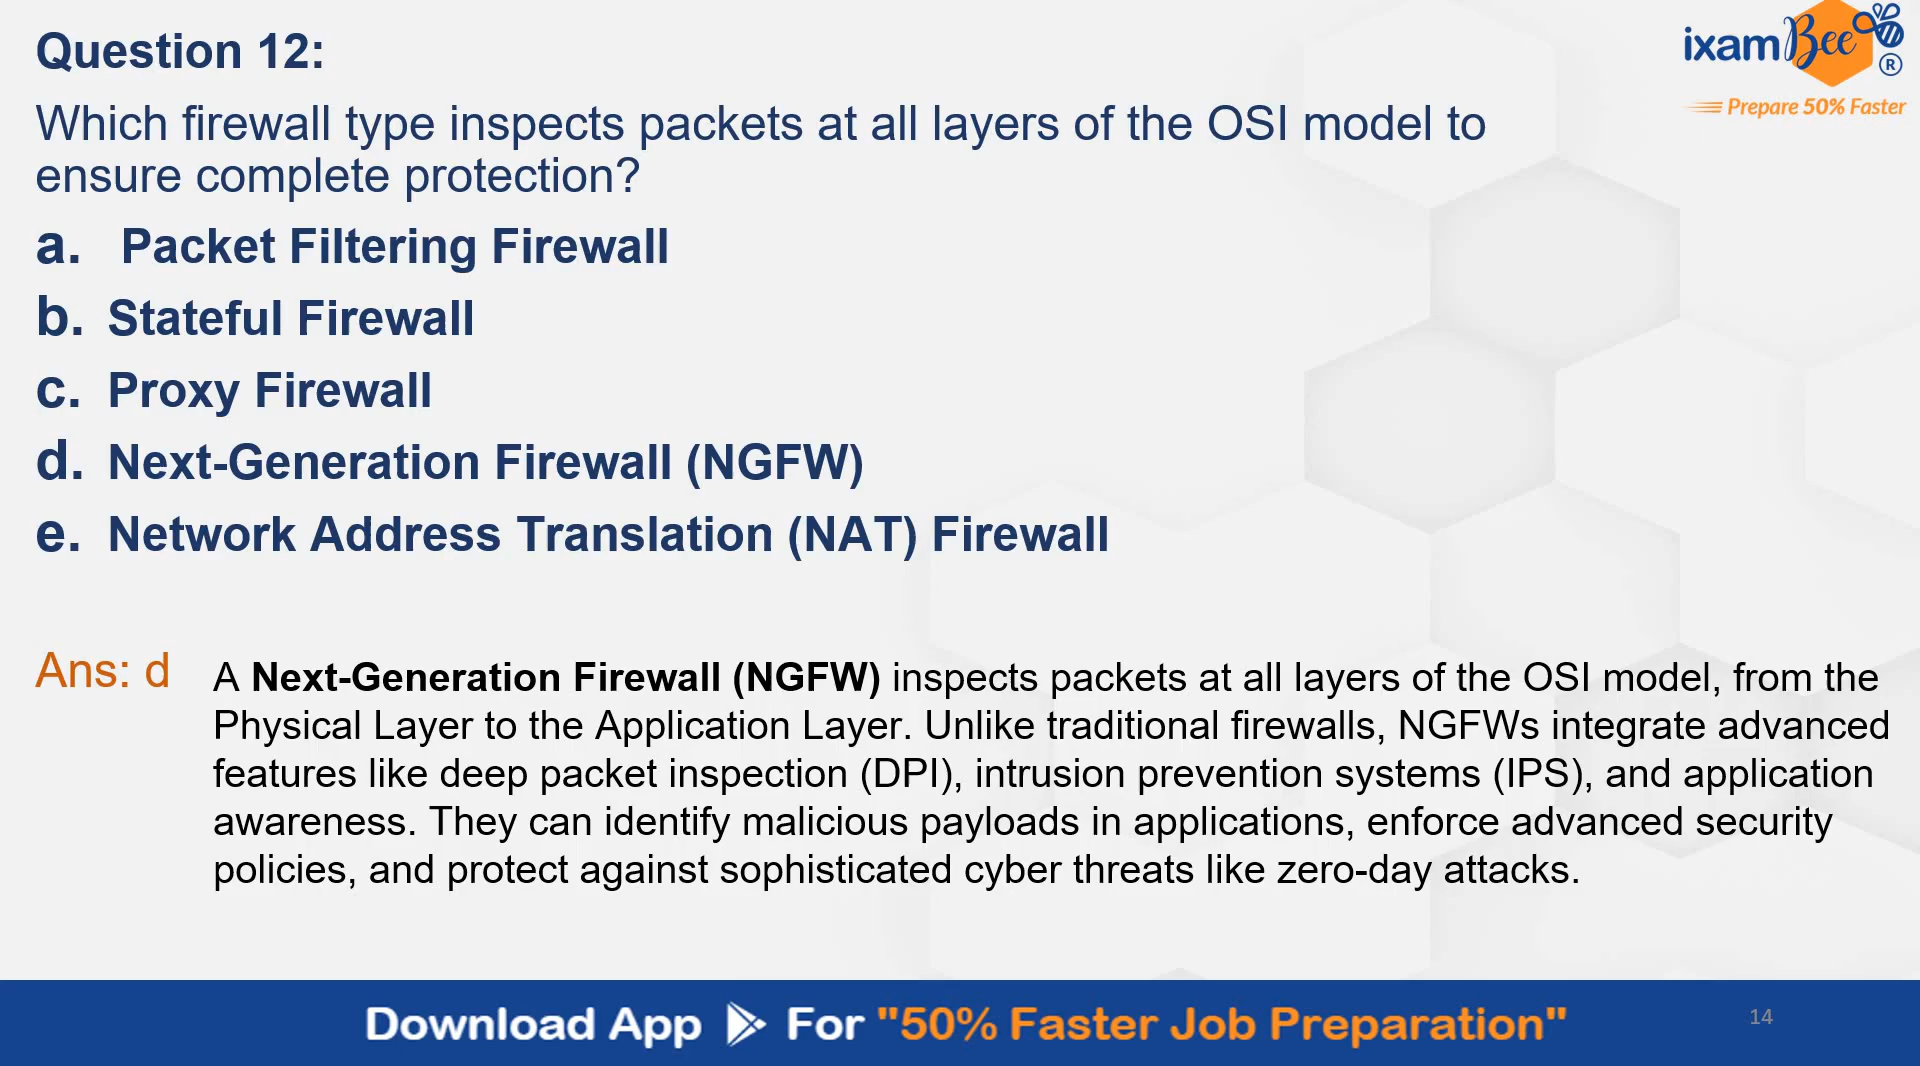 Question 12:
ixamBee®
Prepare 50% Faster
Which firewall type inspects packets at all layers of the OSI model to
ensure complete protection?
a. Packet Filtering Firewall
b. Stateful Firewall
c. Proxy Firewall
d. Next-Generation Firewall (NGFW)
e. Network Address Translation (NAT) Firewall
Ans: d
A Next-Generation Firewall (NGFW) inspects packets at all layers of the OSI model, from the
Physical Layer to the Application Layer. Unlike traditional firewalls, NGFWs integrate advanced
features like deep packet inspection (DPI), intrusion prevention systems (IPS), and application
awareness. They can identify malicious payloads in applications, enforce advanced security
policies, and protect against sophisticated cyber threats like zero-day attacks.
Download App For "50% Faster Job Preparation"
14